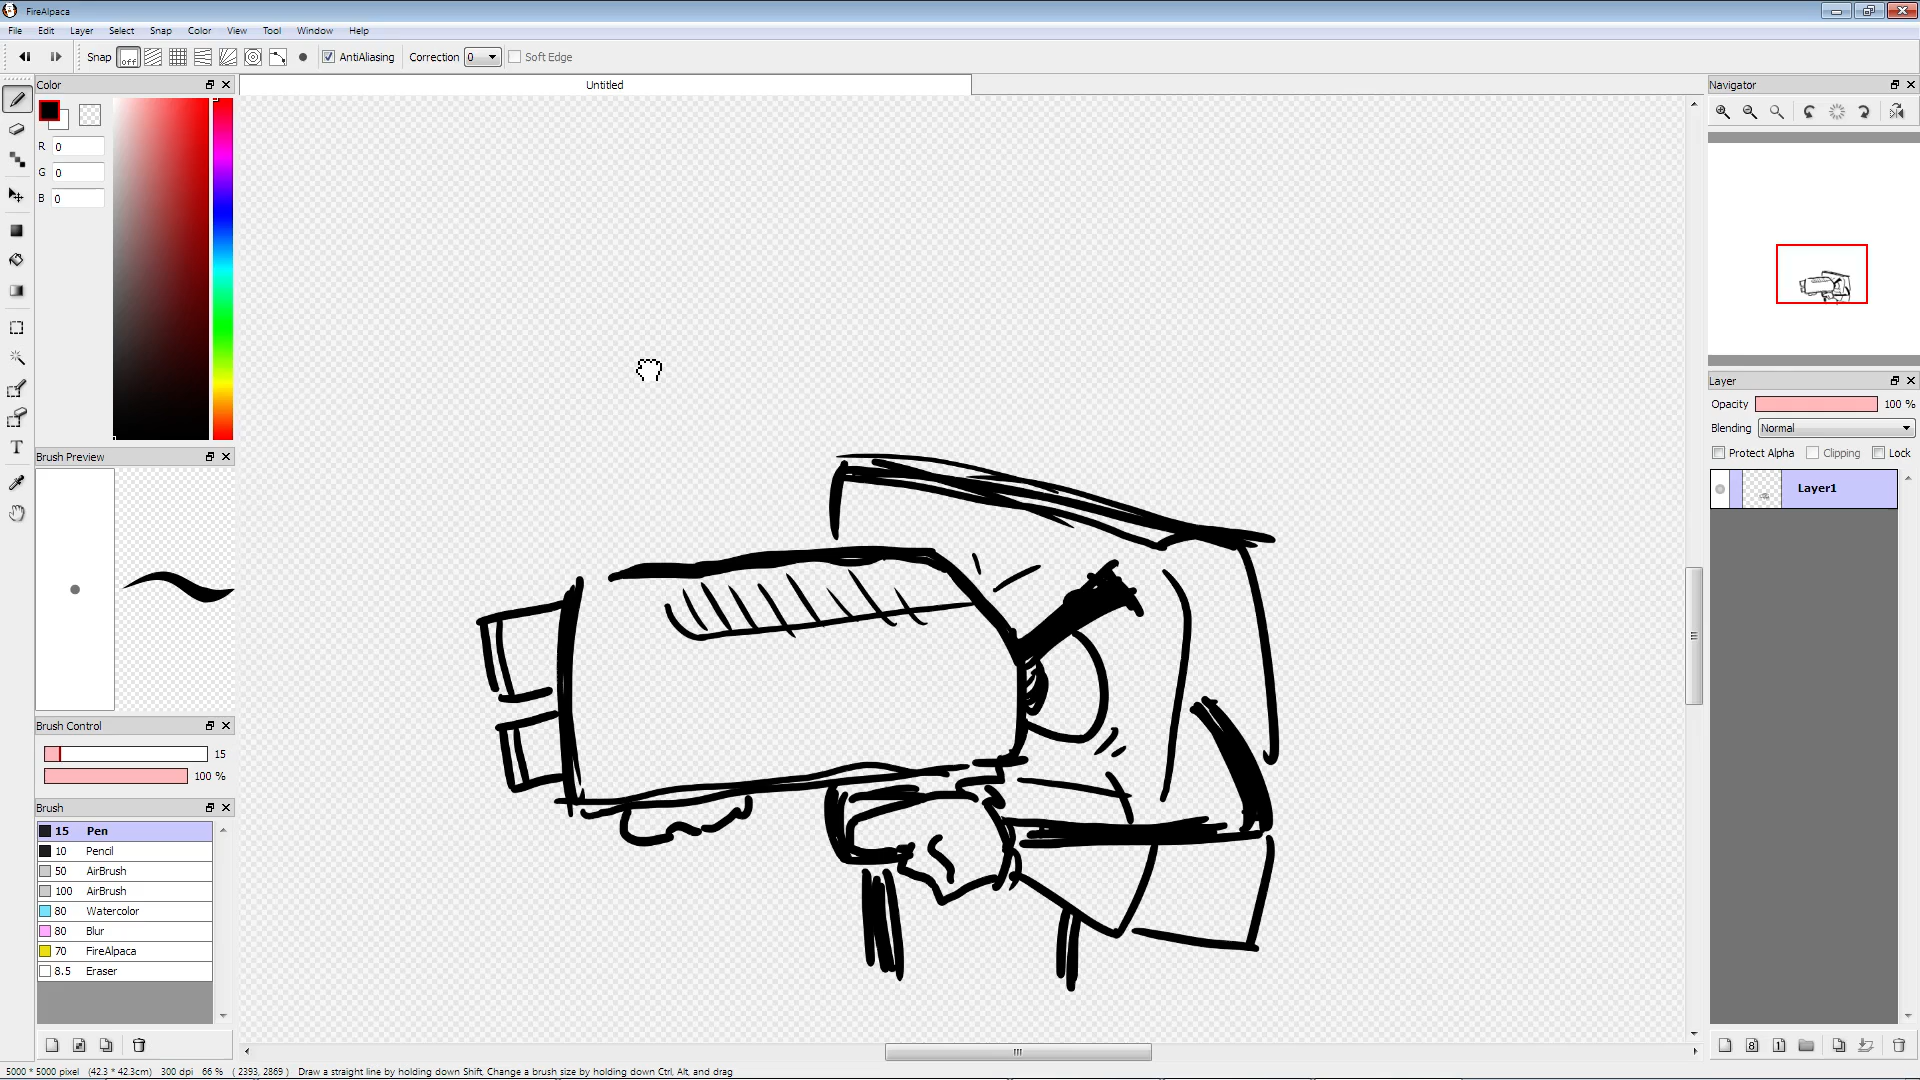 FireAlpaca
File Edit Layer Select Snap Color View Tool Window Help
Snap off AntiAliasing Correction 0 Soft Edge
Color
Untitled
Navigator
R 0
G 0
B 0
Layer
Opacity 100 %
Blending Normal
Protect Alpha Clipping Lock
Layer1
Brush Preview
Brush Control
15
100 %
Brush
15 Pen
10 Pencil
50 AirBrush
100 AirBrush
80 Watercolor
80 Blur
70 FireAlpaca
8.5 Eraser
T
8 1
5000 * 5000 pixel (42.3 * 42.3cm) 300 dpi 66 % ( 2393, 2869 ) Draw a straight line by holding down Shift, Change a brush size by holding down Ctrl, Alt, and drag